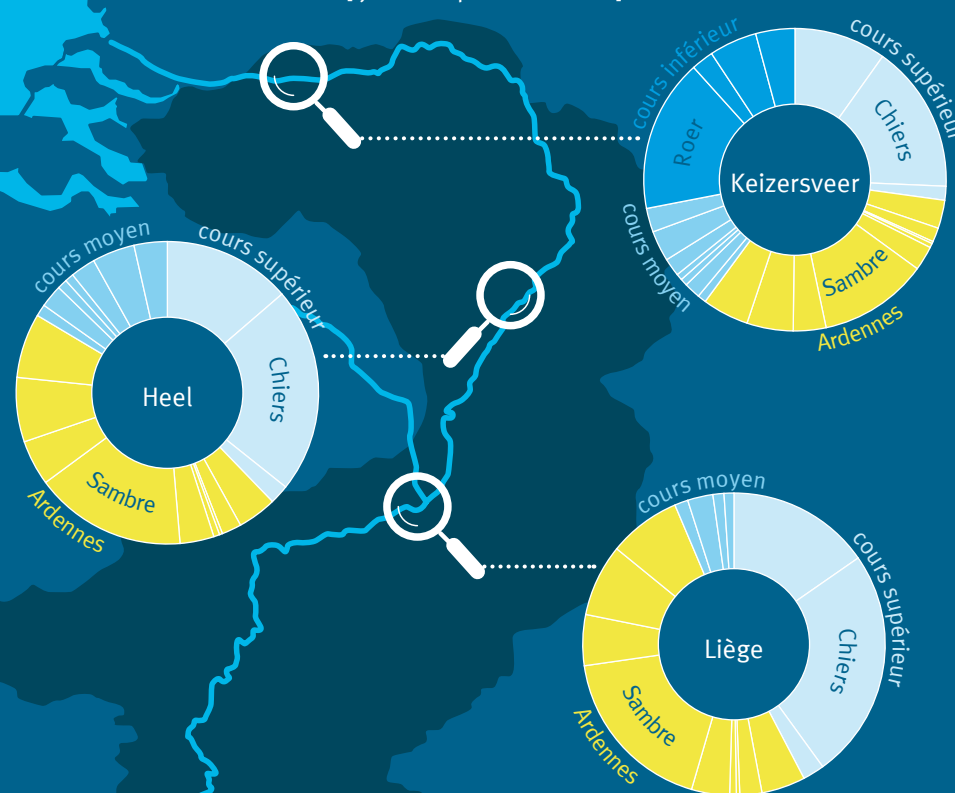 cours inférieur
cours supérieur
Chiers
Roer
Keizersveer
cours moyen
Sambre
Ardennes
cours moyen
cours supérieur
Chiers
Heel
Sambre
Ardennes
cours moyen
cours supérieur
Chiers
Liège
Sambre
Ardennes